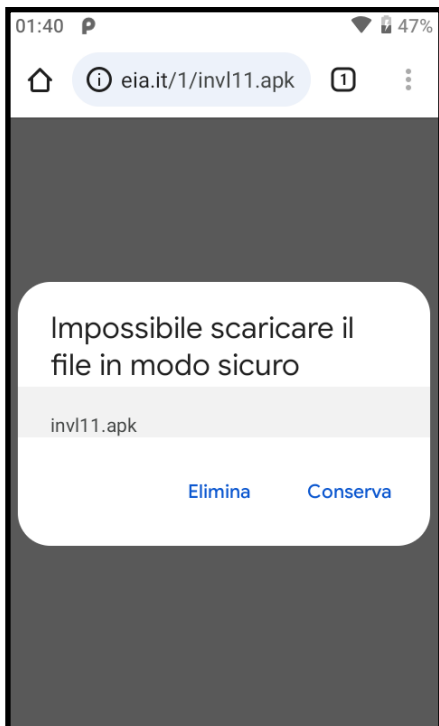 01:40 47%
eia.it/1/invl11.apk 1
Impossibile scaricare il
file in modo sicuro
invl11.apk
Elimina Conserva